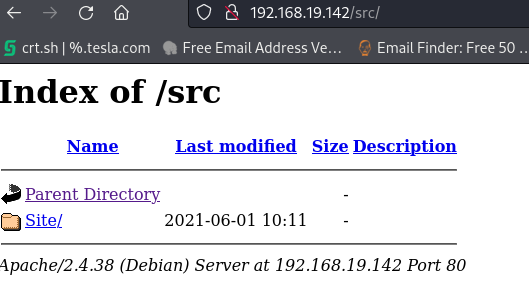 192.168.19.142/src/
crt.sh | %.tesla.com Free Email Address Ve… Email Finder: Free 50 …
Index of /src
Name Last modified Size Description
Parent Directory -
Site/ 2021-06-01 10:11 -
Apache/2.4.38 (Debian) Server at 192.168.19.142 Port 80